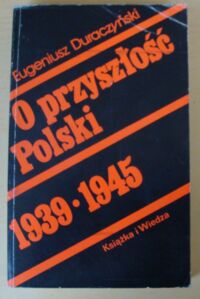 Eugeniusz Duraczyński
O przyszłość
Polski
1939·1945
Książka i Wiedza